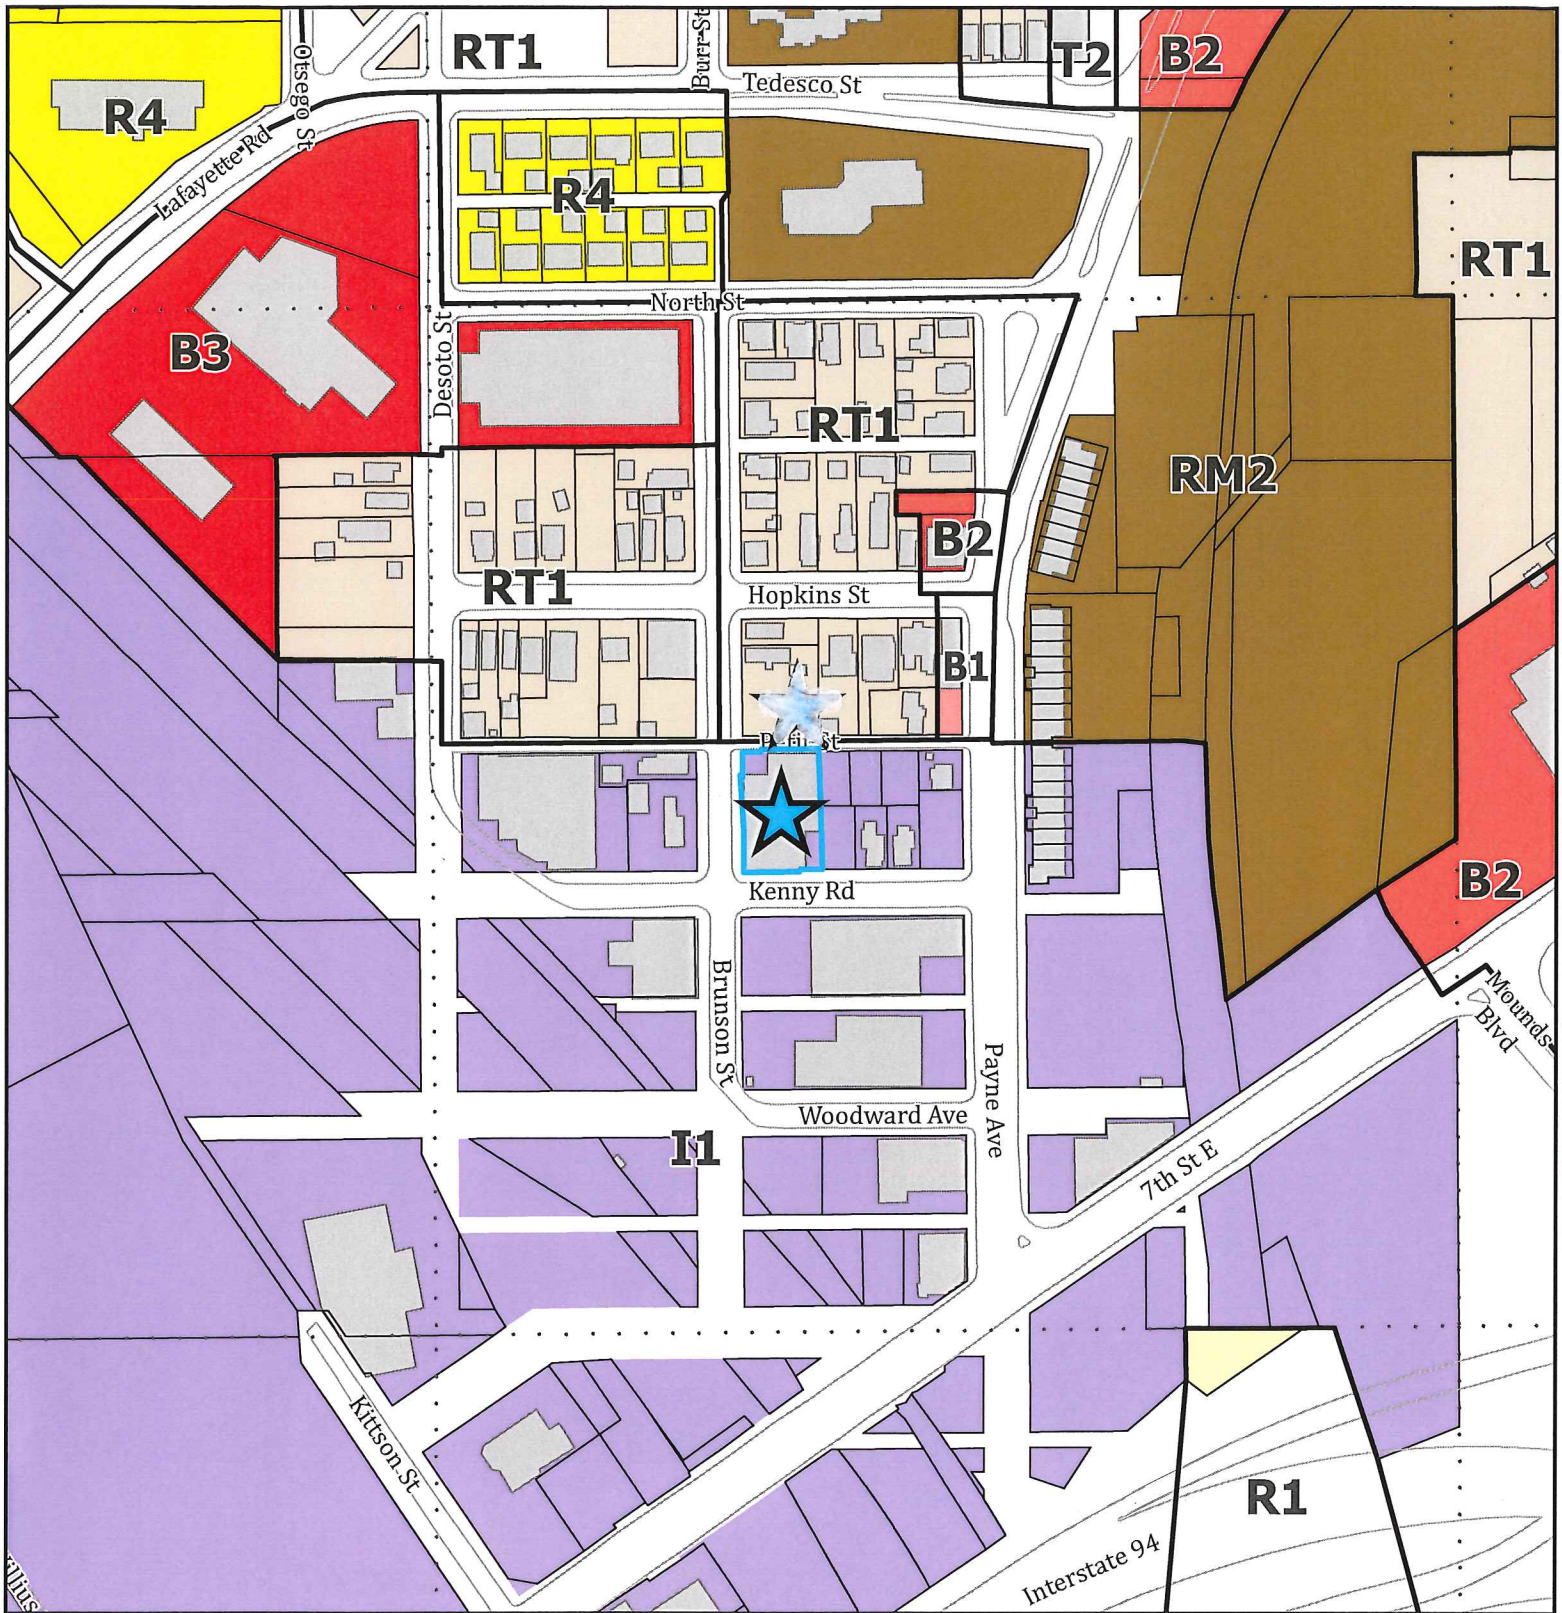 RT1
Burr St
T2
B2
Otsego St
Tedesco St
R4
Lafayette Rd
R4
RT1
North St
B3
Desoto St
RT1
RM2
B2
RT1
Hopkins St
B1
St
Kenny Rd
B2
Brunson St
Mounds
Blvd
Payne Ave
Woodward Ave
I1
7th St E
Kittson St
R1
Interstate 94